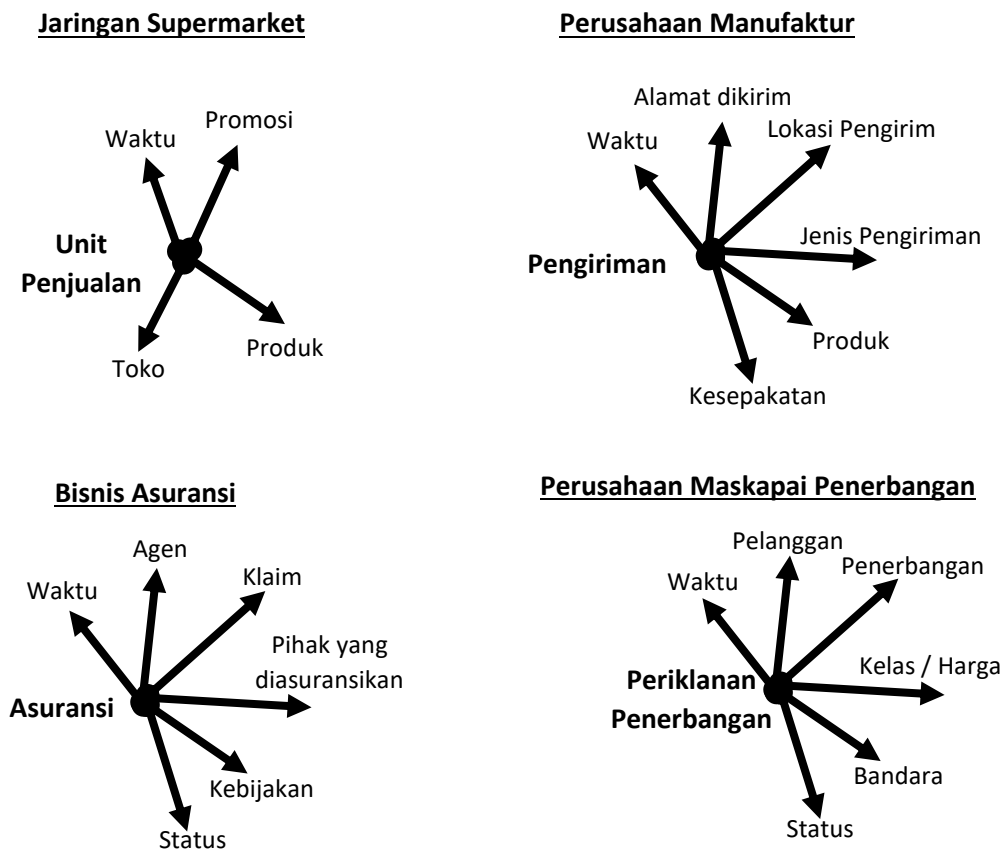 Jaringan Supermarket
Waktu
Promosi
Unit
Penjualan
Toko
Produk
Perusahaan Manufaktur
Alamat dikirim
Waktu
Lokasi Pengirim
Jenis Pengiriman
Pengiriman
Produk
Kesepakatan
Bisnis Asuransi
Agen
Waktu
Klaim
Pihak yang
diasuransikan
Asuransi
Kebijakan
Status
Perusahaan Maskapai Penerbangan
Pelanggan
Waktu
Penerbangan
Kelas / Harga
Periklanan
Penerbangan
Bandara
Status